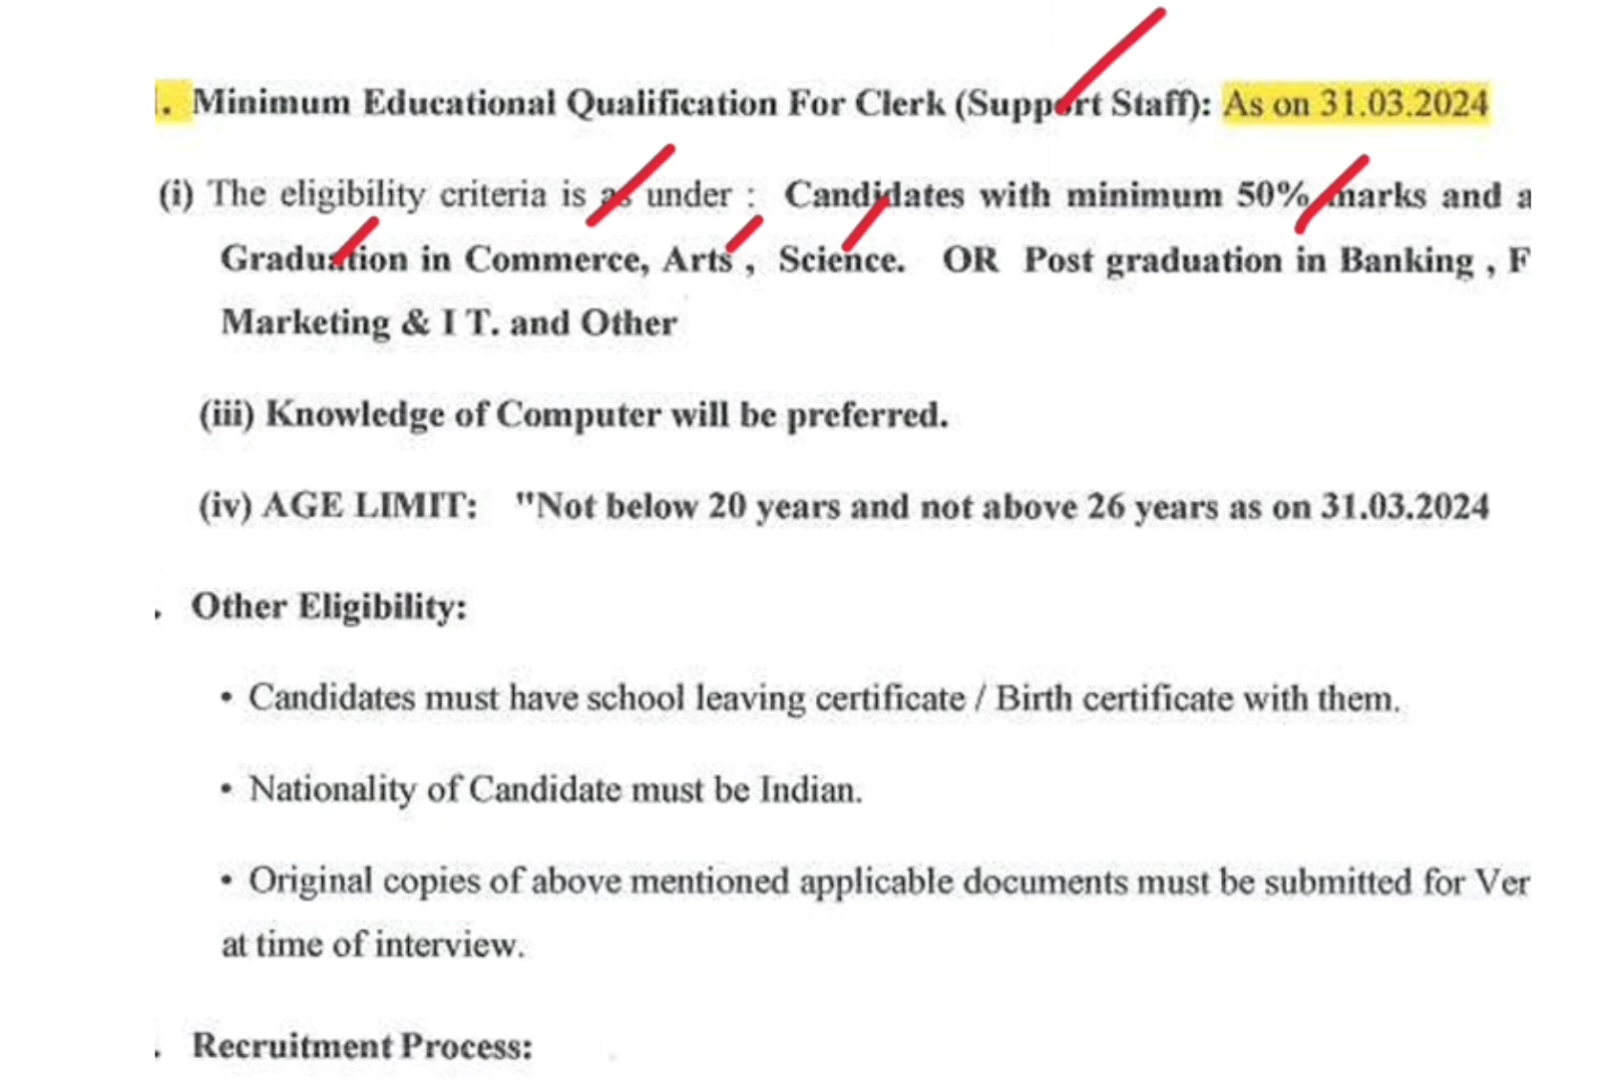 . Minimum Educational Qualification For Clerk (Support Staff): As on 31.03.2024
(i) The eligibility criteria is as under : Candidates with minimum 50% marks and
Graduation in Commerce, Arts , Science. OR Post graduation in Banking ,
Marketing & I T. and Other
(iii) Knowledge of Computer will be preferred.
(iv) AGE LIMIT: "Not below 20 years and not above 26 years as on 31.03.2024
. Other Eligibility:
• Candidates must have school leaving certificate / Birth certificate with them.
• Nationality of Candidate must be Indian.
• Original copies of above mentioned applicable documents must be submitted for Ver
at time of interview.
. Recruitment Process: